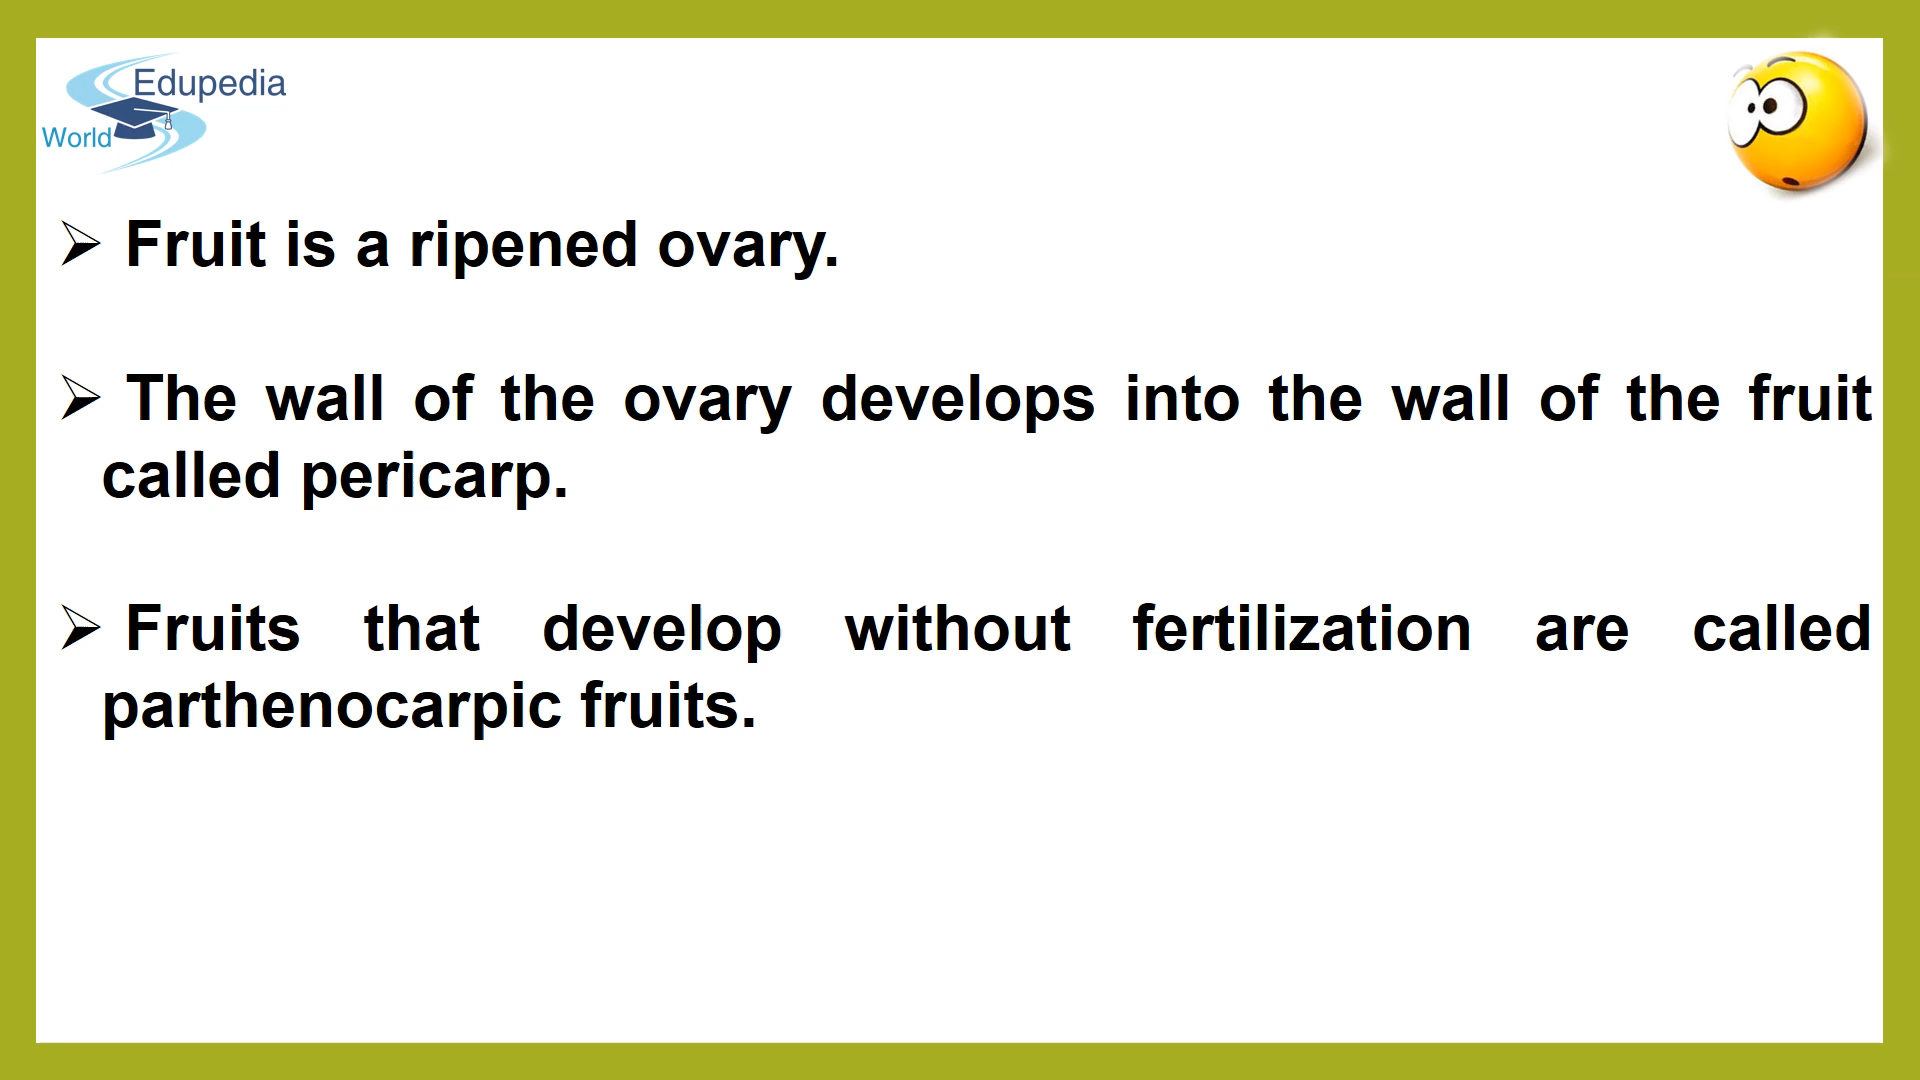 Edupedia
World
➢ Fruit is a ripened ovary.
➢ The wall of the ovary develops into the wall of the fruit
called pericarp.
➢ Fruits that develop without fertilization are called
parthenocarpic fruits.